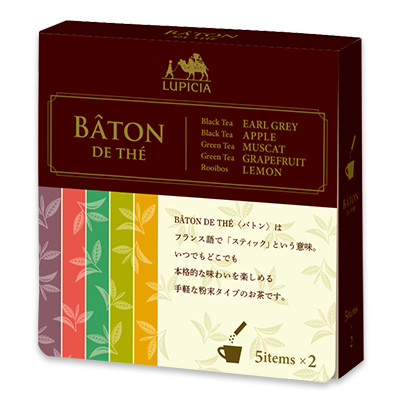 LUPICIA
BÂTON
DE THÉ
Black Tea EARL GREY
Black Tea APPLE
Green Tea MUSCAT
Green Tea GRAPEFRUIT
Rooibos LEMON
BÂTON DE THÉ〈バトン〉は
フランス語で「スティック」という意味。
いつでもどこでも
本格的な味わいを楽しめる
手軽な粉末タイプのお茶です。
5items×2
BÂTON
DE THÉ
5items
×
2